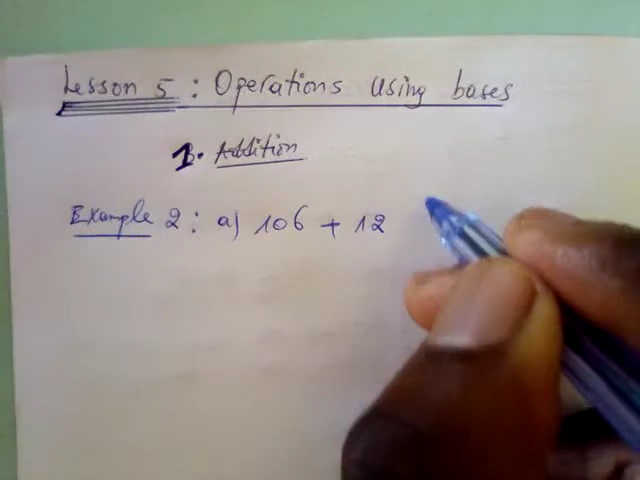 Lesson 5 : Operations using bases
1. Addition
Example 2 : a) 106 + 12